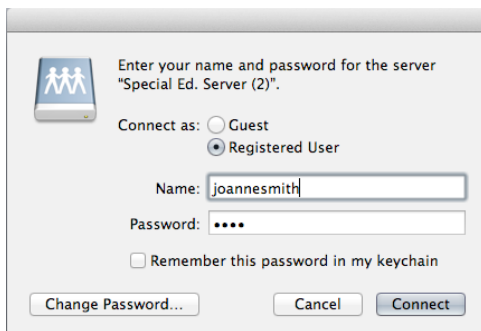 Enter your name and password for the server
“Special Ed. Server (2)”.
Connect as: Guest
Registered User
Name: joannesmith
Password: ••••
Remember this password in my keychain
Change Password... Cancel Connect